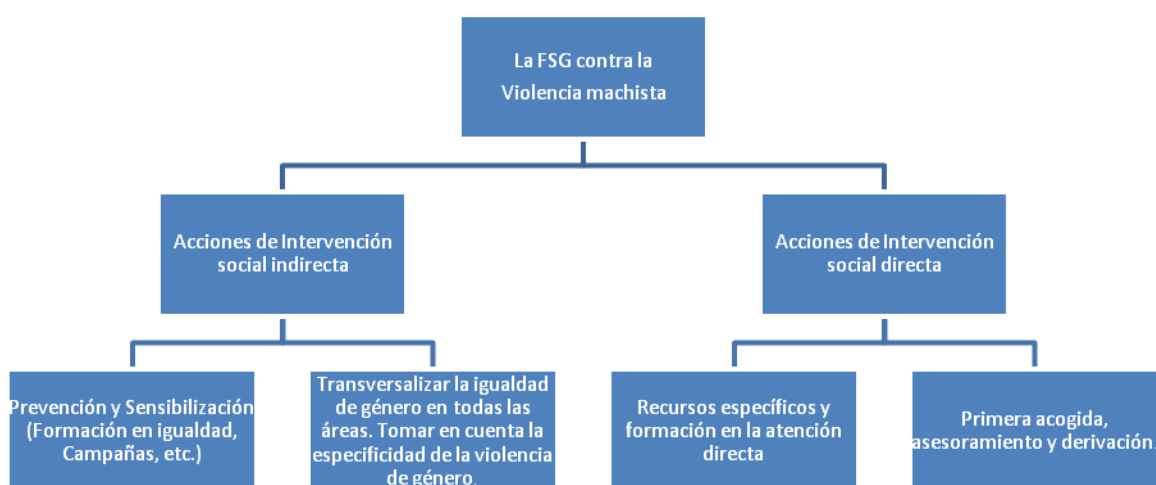 La FSG contra la
Violencia machista
Acciones de Intervención
social indirecta
Acciones de Intervención
social directa
Prevención y Sensibilización
(Formación en igualdad,
Campañas, etc.)
Transversalizar la igualdad
de género en todas las
áreas. Tomar en cuenta la
especificidad de la violencia
de género.
Recursos específicos y
formación en la atención
directa
Primera acogida,
asesoramiento y derivación.